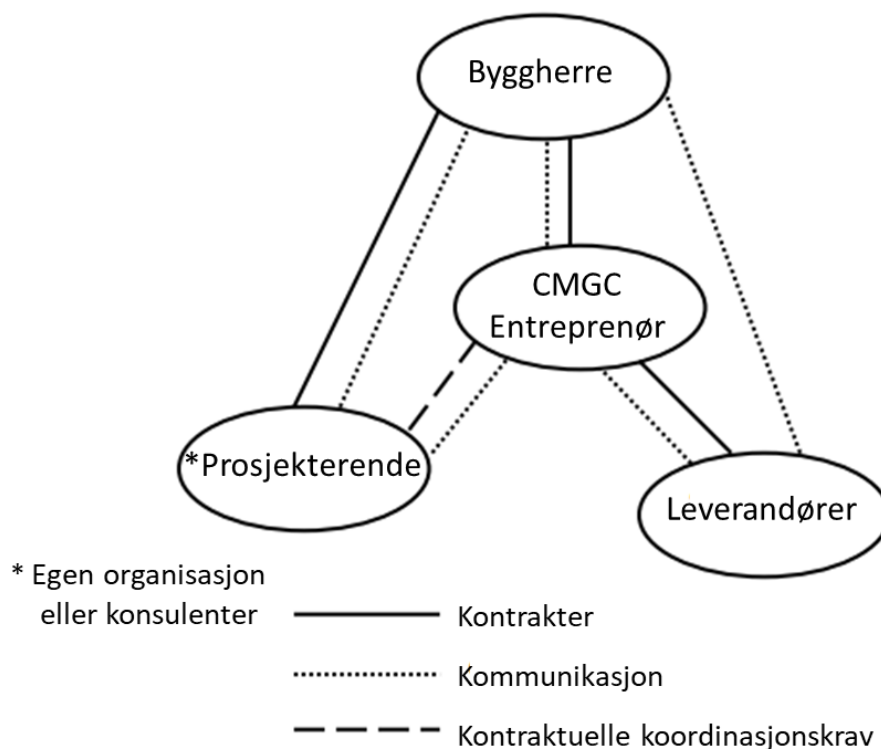 Byggherre
CMGC
Entreprenør
*Prosjekterende
Leverandører
* Egen organisasjon
eller konsulenter
Kontrakter
Kommunikasjon
Kontraktuelle koordinasjonskrav